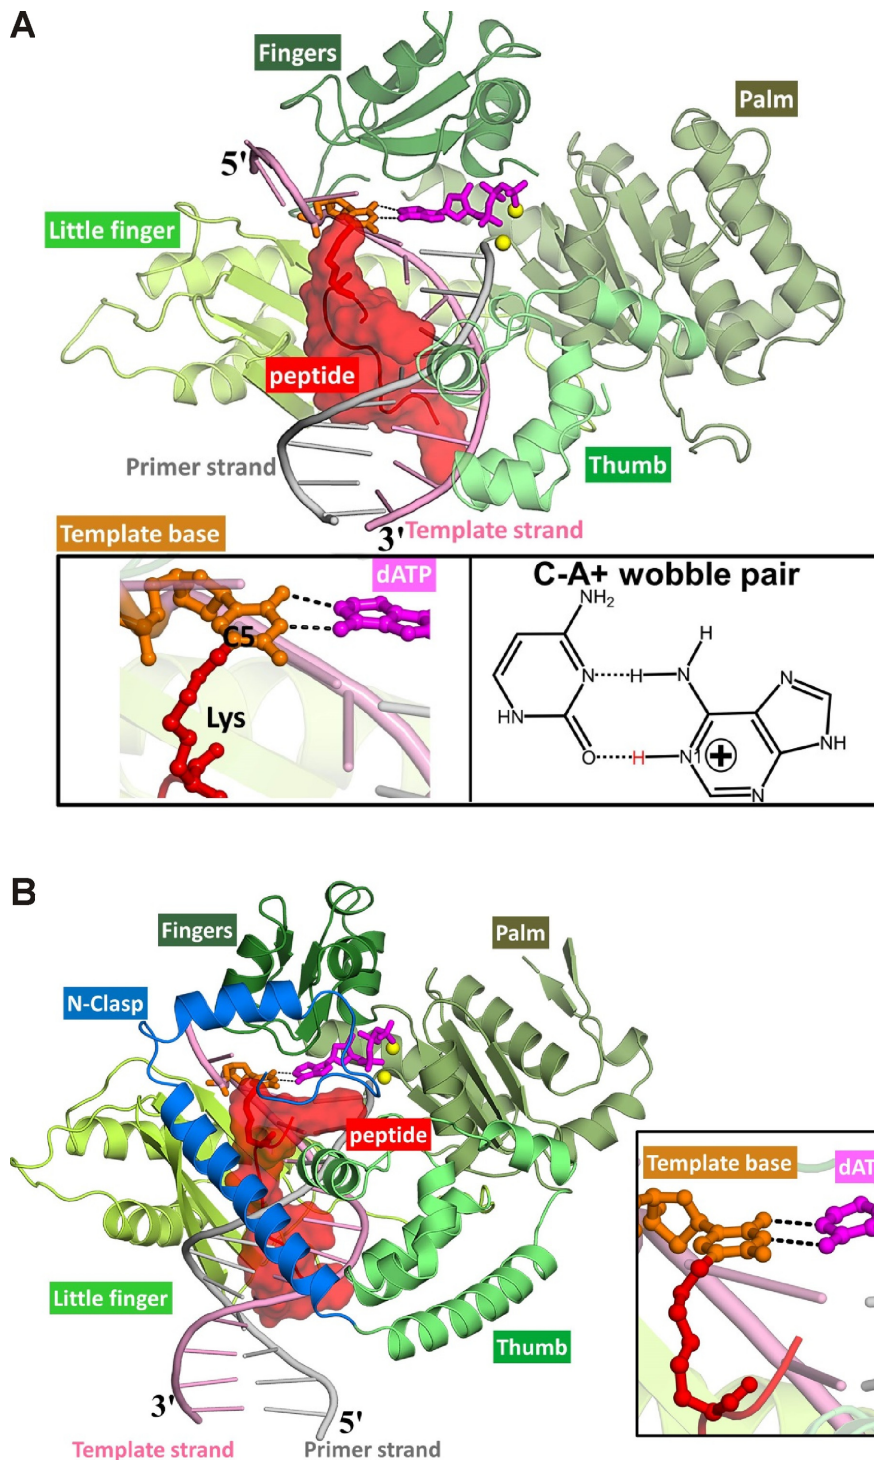 A
Fingers
Palm
5'
Little finger
peptide
Primer strand
Thumb
3'
Template strand
Template base
dATP
C5
Lys
C-A+ wobble pair
NH2
H
N
H
N
N
HN
O
H
N1
+
NH
N
B
Fingers
Palm
N-Clasp
peptide
Template base
dAT
Little finger
Thumb
3'
5'
Template strand
Primer strand